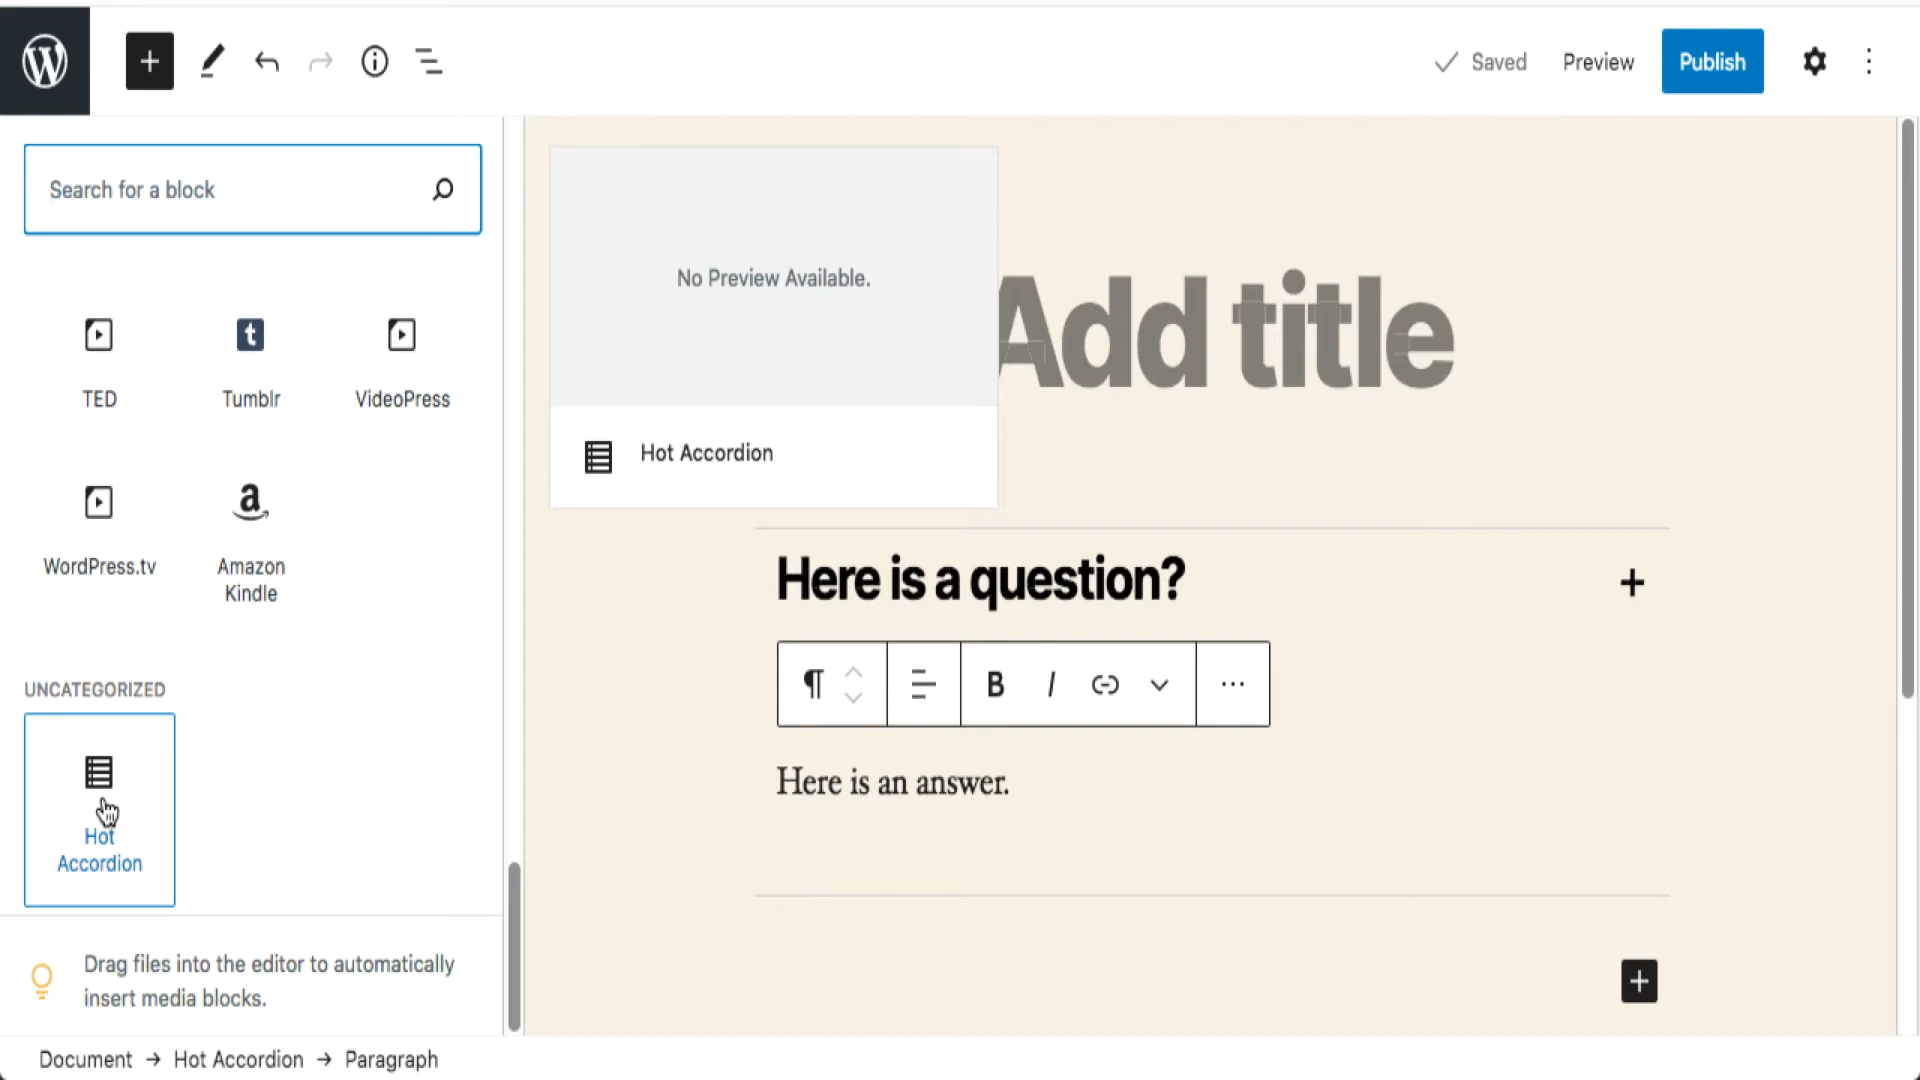 Saved Preview Publish
Search for a block
No Preview Available.
Add title
TED Tumblr VideoPress
Hot Accordion
WordPress.tv Amazon
Kindle
Here is a question?
UNCATEGORIZED
B I
Here is an answer.
Hot
Accordion
Drag files into the editor to automatically
insert media blocks.
Document → Hot Accordion → Paragraph